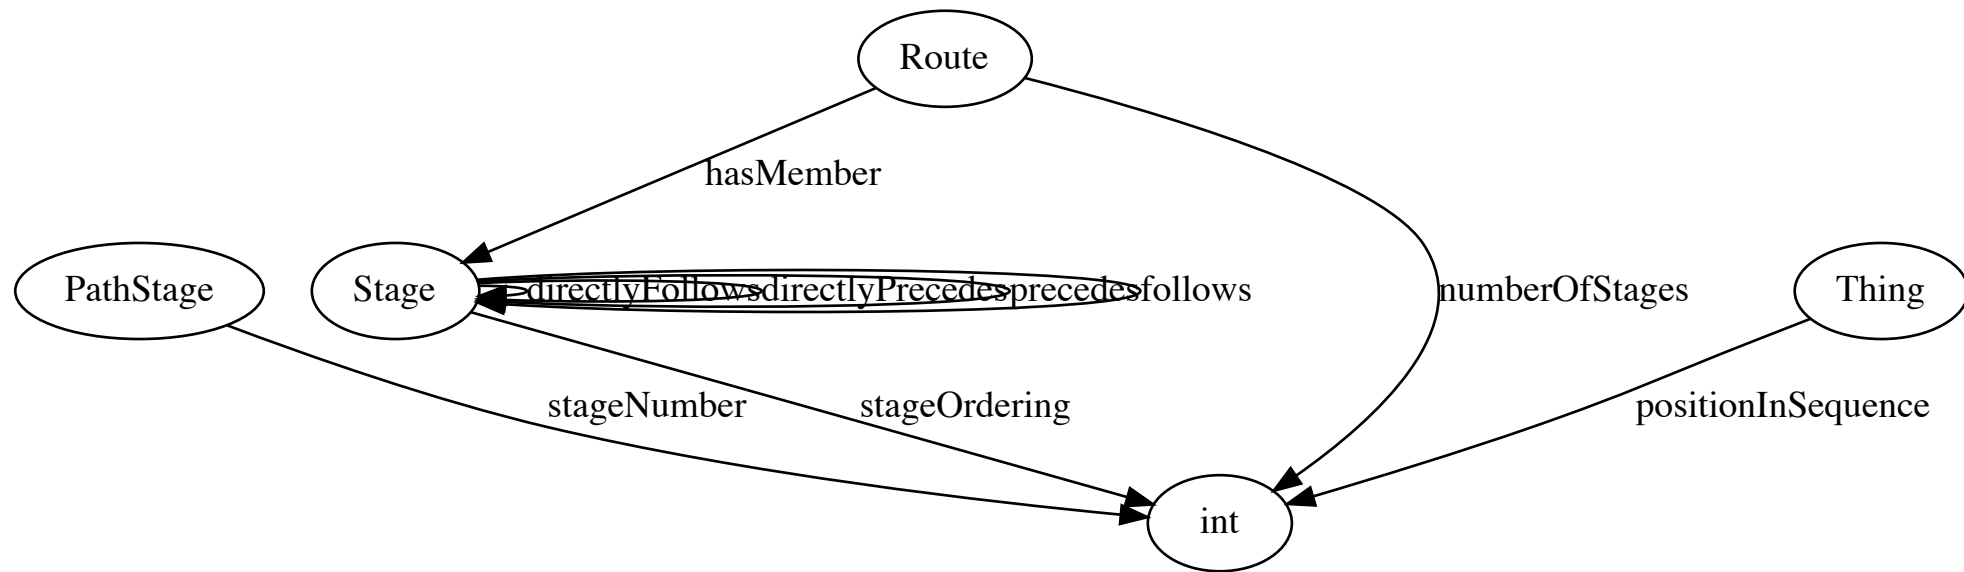 Route
hasMember
PathStage
Stage
directlyFollows
directlyPrecedes
precedes
follows
numberOfStages
Thing
stageNumber
stageOrdering
positionInSequence
int